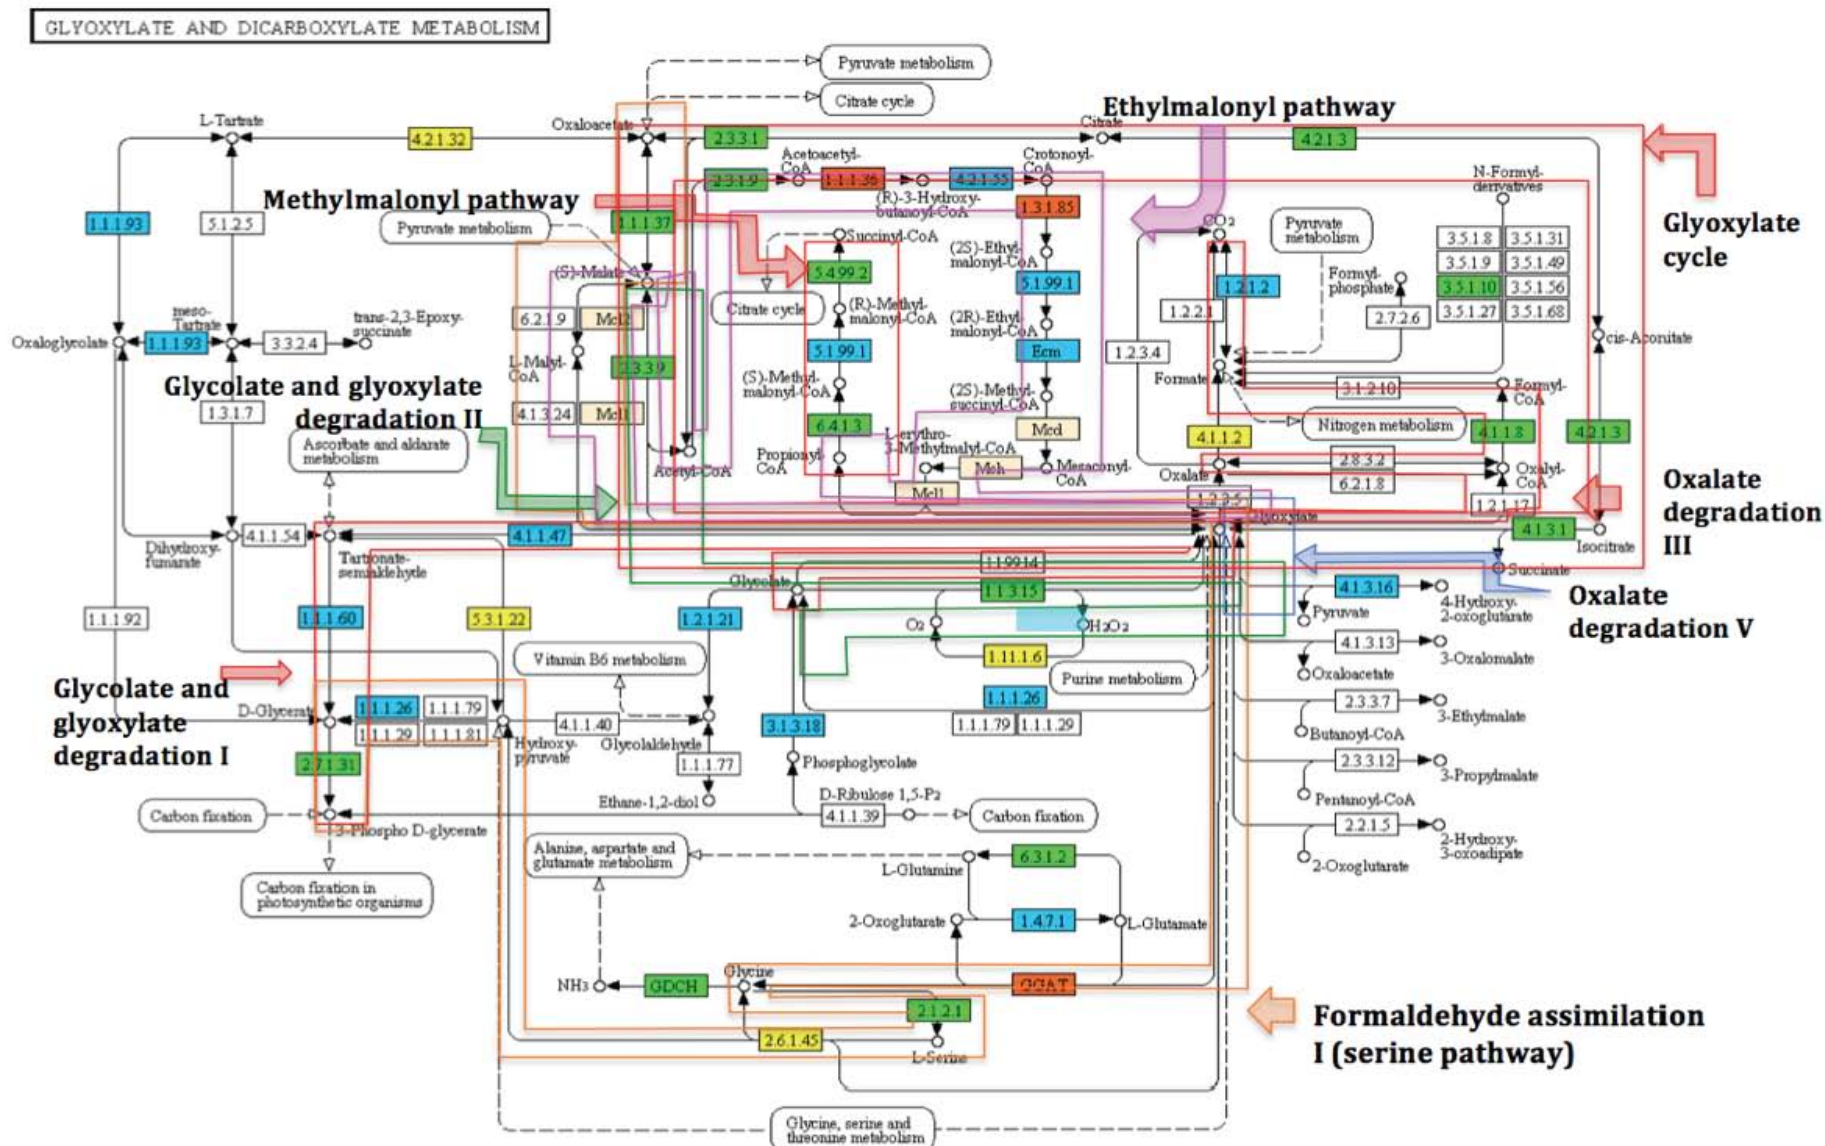 GLYOXYLATE AND DICARBOXYLATE METABOLISM
Pyruvate metabolism
Citrate cycle
Ethylmalonyl pathway
L-Tartrate
4.2.1.32
Oxaloacetate
2.3.3.1
Citrate
4.2.1.3
Acetoacetyl-
CoA
Crotonoyl-
CoA
2.3.1.9
1.1.1.36
4.2.1.55
N-Formyl-
derivatives
Methylmalonyl pathway
(R)-3-Hydroxy-
butanoyl-CoA
1.3.1.85
1.1.1.93
5.1.2.5
Pyruvate metabolism
1.1.1.37
CO2
Pyruvate
metabolism
Glyoxylate
cycle
Succinyl-CoA
(2S)-Ethyl-
malonyl-CoA
3.5.1.8
3.5.1.31
3.5.1.9
3.5.1.49
3.5.1.10
3.5.1.56
3.5.1.27
3.5.1.68
(S)-Malate
5.4.99.2
5.1.99.1
1.2.1.2
Formyl-
phosphate
Citrate cycle
(R)-Methyl-
malonyl-CoA
(2R)-Ethyl-
malonyl-CoA
1.2.2.1
2.7.2.6
meso-
Tartrate
trans-2,3-Epoxy-
succinate
6.2.1.9
Mcl2
Oxaloglycolate
1.1.1.93
3.3.2.4
cis-Aconitate
L-Malyl-
CoA
2.3.3.9
5.1.99.1
Ecm
1.2.3.4
Formate
Glycolate and glyoxylate
degradation II
(S)-Methyl-
malonyl-CoA
(2S)-Methyl-
succinyl-CoA
3.1.2.10
Formyl-
CoA
1.3.1.7
4.1.3.24
Mcl1
6.4.1.3
Mcd
4.1.1.2
Nitrogen metabolism
4.1.1.8
4.2.1.3
Ascorbate and aldarate
metabolism
Acetyl-CoA
Propionyl-
CoA
L-erythro-
3-Methylmalyl-CoA
Msh
Mesaconyl-
CoA
Mcl1
Oxalate
2.8.3.2
6.2.1.8
Oxalyl-
CoA
1.2.3.5
1.2.1.17
Oxalate
degradation
III
4.1.1.54
4.1.1.47
Glyoxylate
4.1.3.1
Isocitrate
Dihydroxy-
fumarate
Tartronate-
semialdehyde
1.1.99.14
Succinate
Glycolate
1.1.3.15
4.1.3.16
Pyruvate
4-Hydroxy-
2-oxoglutarate
Oxalate
degradation V
1.1.1.92
1.1.1.60
5.3.1.22
1.2.1.21
O2
H2O2
4.1.3.13
3-Oxalomalate
Oxaloacetate
Vitamin B6 metabolism
1.11.1.6
Purine metabolism
Glycolate and
glyoxylate
degradation I
D-Glycerate
1.1.1.26
1.1.1.79
1.1.1.29
1.1.1.81
Hydroxy-
pyruvate
4.1.1.40
Glycolaldehyde
3.1.3.18
1.1.1.26
1.1.1.79
1.1.1.29
2.3.3.7
3-Ethylmalate
Butanoyl-CoA
2.7.1.31
1.1.1.77
Phosphoglycolate
2.3.3.12
3-Propylmalate
Ethane-1,2-diol
D-Ribulose 1,5-P2
Pentanoyl-CoA
Carbon fixation
3-Phospho D-glycerate
4.1.1.39
Carbon fixation
2.2.1.5
2-Hydroxy-
3-oxoadipate
2-Oxoglutarate
Alanine, aspartate and
glutamate metabolism
6.3.1.2
L-Glutamine
Carbon fixation in
photosynthetic organisms
2-Oxoglutarate
1.4.7.1
L-Glutamate
NH3
GDCH
Glycine
GGAT
2.1.2.1
2.6.1.45
L-Serine
Formaldehyde assimilation
I (serine pathway)
Glycine, serine and
threonine metabolism